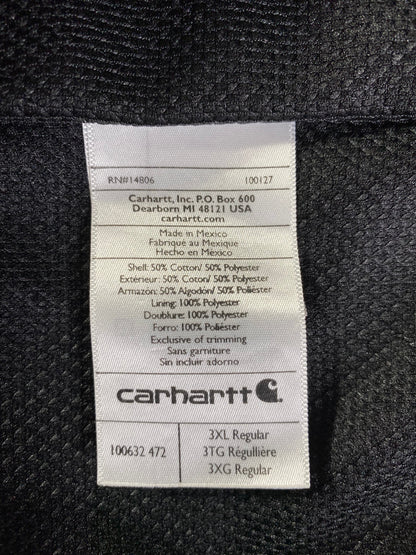 RN#14806 100127
Carhartt, Inc. P.O. Box 600
Dearborn MI 48121 USA
carhartt.com
Made in Mexico
Fabriqué au Mexique
Hecho en México
Shell: 50% Cotton/ 50% Polyester
Extérieur: 50% Cotton/ 50% Polyester
Armazón: 50% Algodón/ 50% Poliéster
Lining: 100% Polyester
Doublure: 100% Polyester
Forro: 100% Poliéster
Exclusive of trimming
Sans garniture
Sin incluir adorno
carhartt
100632 472
3XL Regular
3TG Régullière
3XG Regular